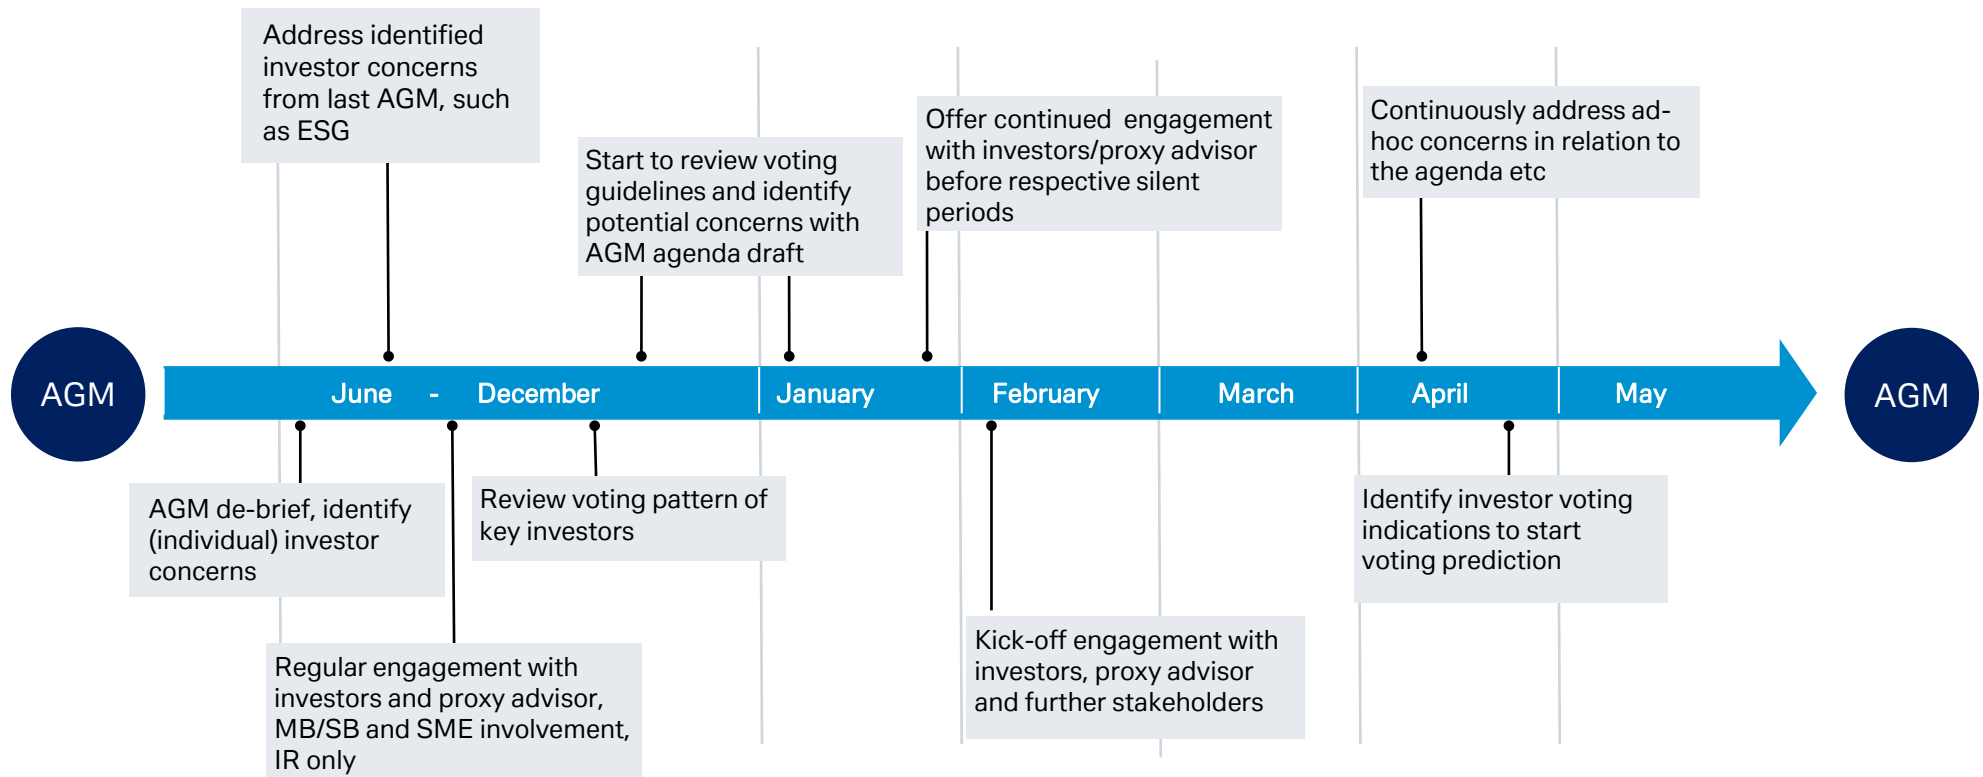 Address identified
investor concerns
from last AGM, such
as ESG
Start to review voting
guidelines and identify
potential concerns with
AGM agenda draft
Offer continued  engagement
with investors/proxy advisor
before respective silent
periods
Continuously address ad-
hoc concerns in relation to
the agenda etc
AGM
June - December
January
February
March
April
May
AGM
AGM de-brief, identify
(individual) investor
concerns
Review voting pattern of
key investors
Identify investor voting
indications to start
voting prediction
Regular engagement with
investors and proxy advisor,
MB/SB and SME involvement,
IR only
Kick-off engagement with
investors, proxy advisor
and further stakeholders